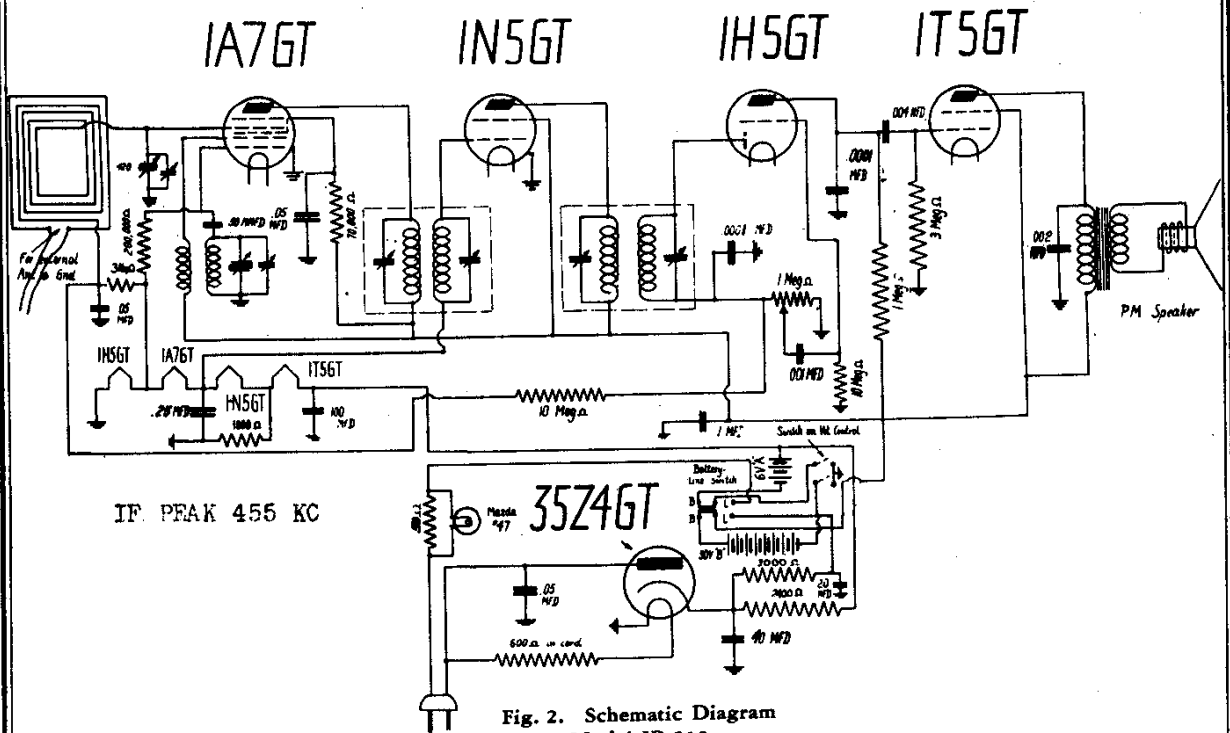 1A7GT
1N5GT
1H5GT
1T5GT
.004 MFD
.0001
MFD
420
For External
Ant & Gnd
200,000Ω
.05
MFD
.05
MFD
70,000 Ω
.0001 MFD
1 Meg Ω
3 Meg Ω
1 Meg Ω
.002
MFD
PM Speaker
1H5GT
1A7GT
1N5GT
1T5GT
.25 MFD
1000 Ω
100
MFD
10 Meg Ω
.001 MFD
10 Meg Ω
.1 MFD
Switch on Vol Control
Battery-
Line Switch
6V "A"
B
L
B
L
90V "B"
IF PEAK 455 KC
Mazda
#47
35Z4GT
.05
MFD
3000 Ω
2400 Ω
20
MFD
40 MFD
600 Ω in cord
Fig. 2. Schematic Diagram